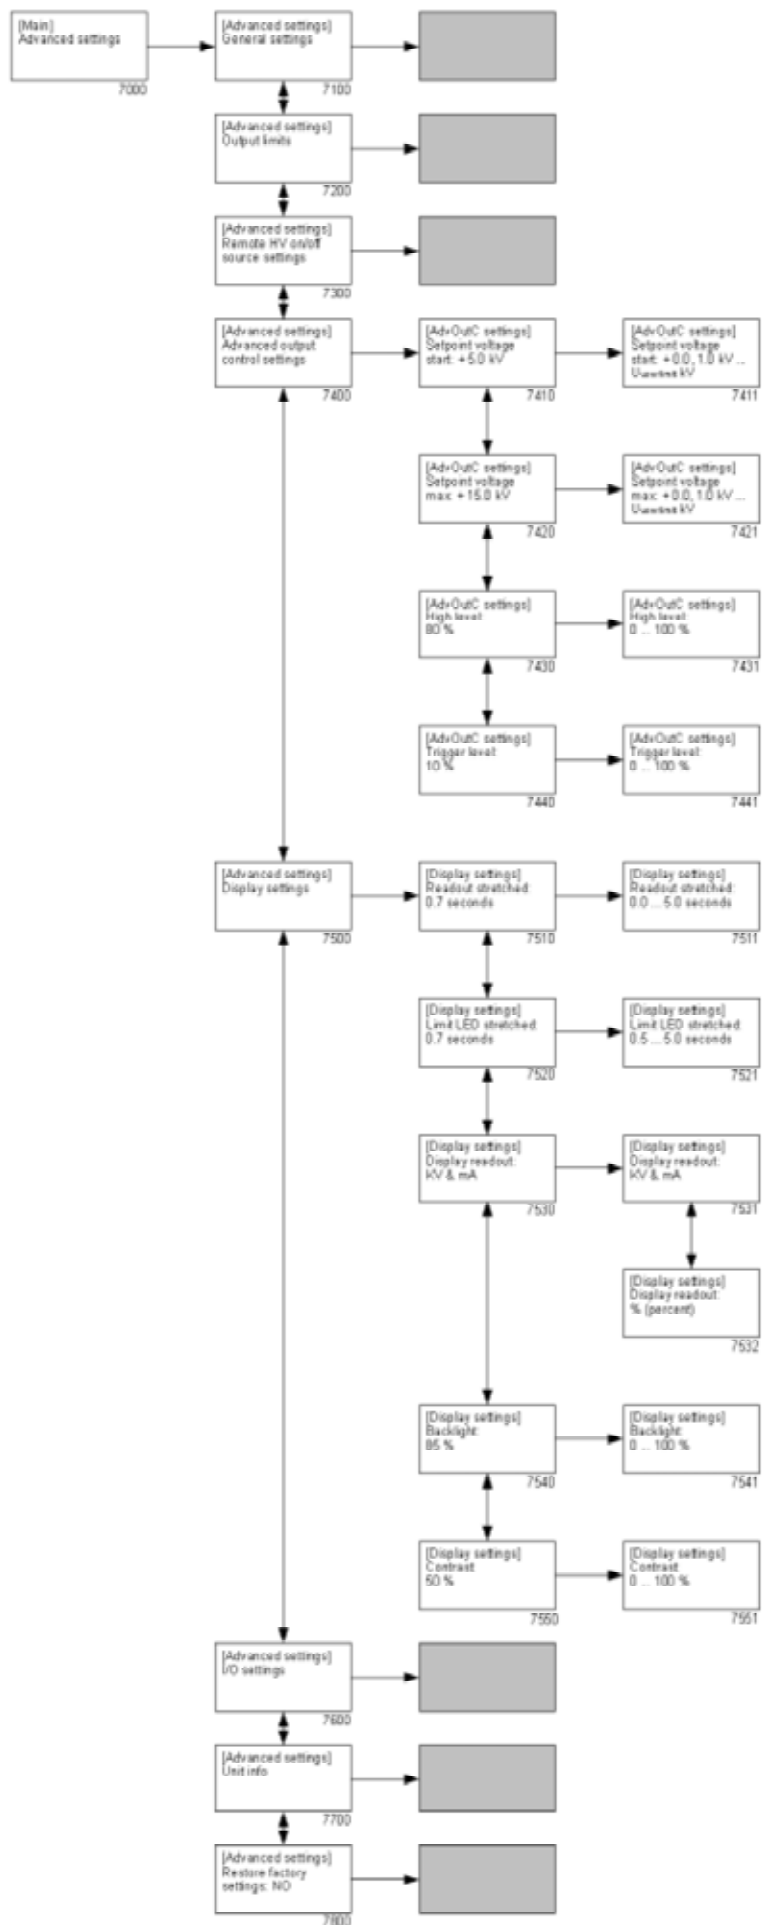 [Main]
Advanced settings
7000
[Advanced settings]
General settings
7100
[Advanced settings]
Output limits
7200
[Advanced settings]
Remote HV on/off
source settings
7300
[Advanced settings]
Advanced output
control settings
7400
[AdvOutC settings]
Setpoint voltage
start: +5.0 kV
7410
[AdvOutC settings]
Setpoint voltage
start: +0.0, 1.0 kV ...
kV
7411
[AdvOutC settings]
Setpoint voltage
max: +15.0 kV
7420
[AdvOutC settings]
Setpoint voltage
max: +0.0, 1.0 kV ...
kV
7421
[AdvOutC settings]
High level:
80 %
7430
[AdvOutC settings]
High level:
0 ... 100 %
7431
[AdvOutC settings]
Trigger level:
10 %
7440
[AdvOutC settings]
Trigger level:
0 ... 100 %
7441
[Advanced settings]
Display settings
7500
[Display settings]
Readout stretched:
0.7 seconds
7510
[Display settings]
Readout stretched:
0.0 ... 5.0 seconds
7511
[Display settings]
Limit LED stretched:
0.7 seconds
7520
[Display settings]
Limit LED stretched:
0.5 ... 5.0 seconds
7521
[Display settings]
Display readout:
kV & mA
7530
[Display settings]
Display readout:
kV & mA
7531
[Display settings]
Display readout:
% (percent)
7532
[Display settings]
Backlight:
85 %
7540
[Display settings]
Backlight:
0 ... 100 %
7541
[Display settings]
Contrast:
50 %
7550
[Display settings]
Contrast:
0 ... 100 %
7551
[Advanced settings]
I/O settings
7600
[Advanced settings]
Unit info
7700
[Advanced settings]
Restore factory
settings: NO
7800